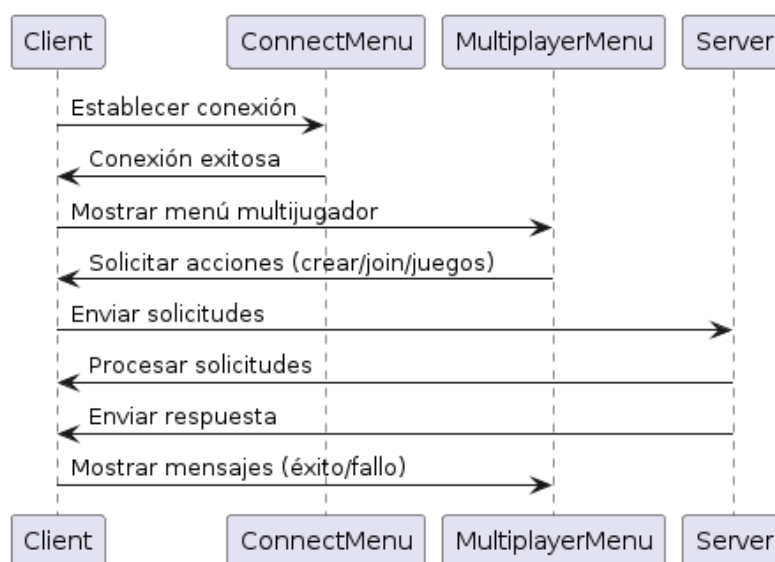 Client ConnectMenu MultiplayerMenu Server
Establecer conexión
Conexión exitosa
Mostrar menú multijugador
Solicitar acciones (crear/join/juegos)
Enviar solicitudes
Procesar solicitudes
Enviar respuesta
Mostrar mensajes (éxito/fallo)
Client ConnectMenu MultiplayerMenu Server